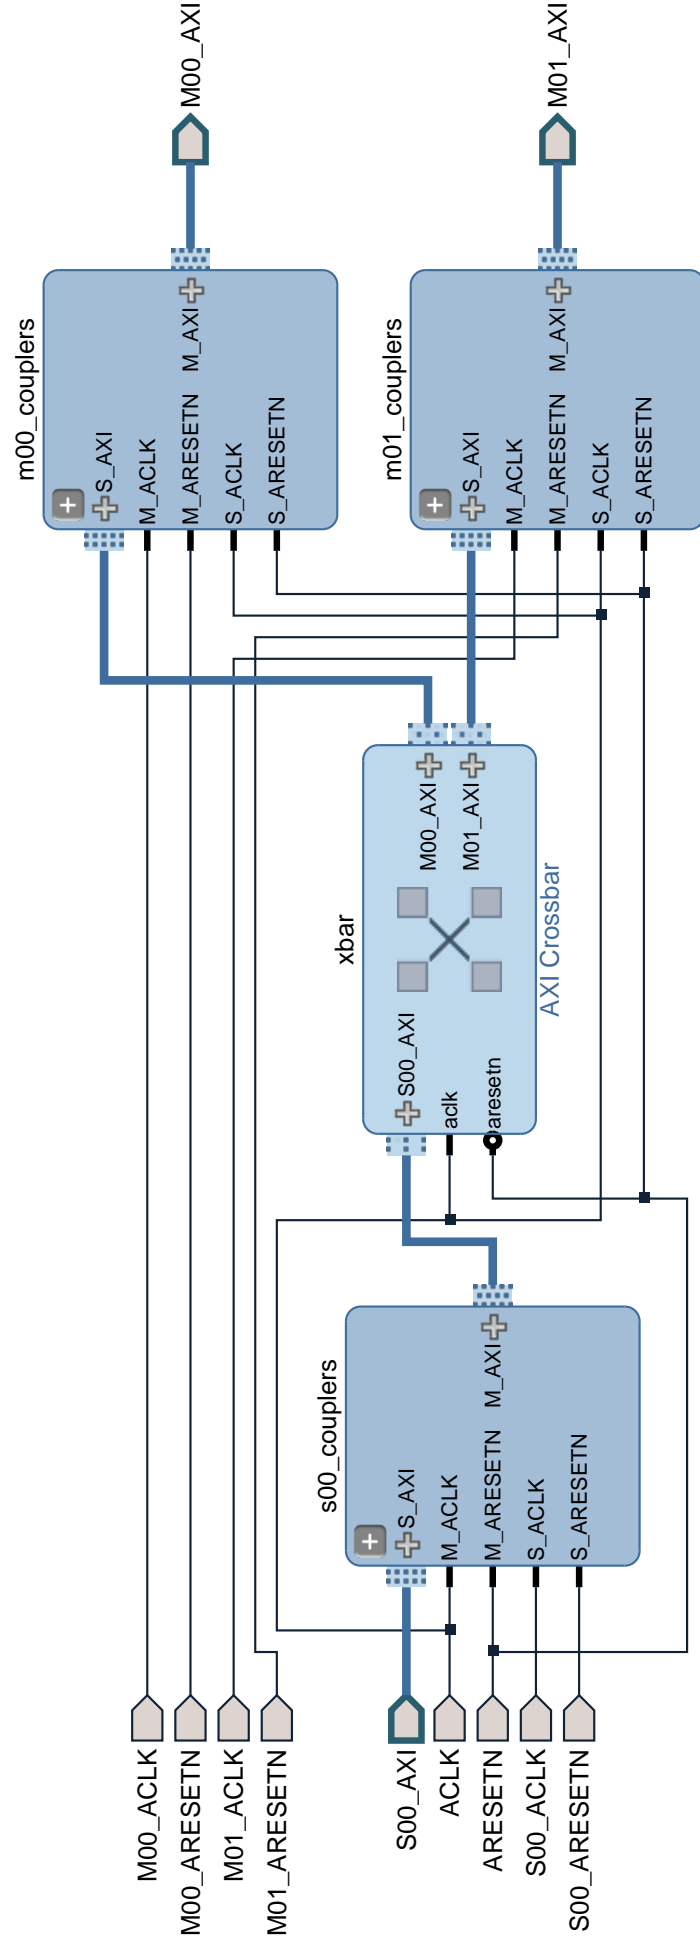 M00_ACLK
M00_ARESETN
M01_ACLK
M01_ARESETN
S00_AXI
ACLK
ARESETN
S00_ACLK
S00_ARESETN
s00_couplers
S_AXI
M_ACLK
M_ARESETN
S_ACLK
S_ARESETN
M_AXI
xbar
S00_AXI
aclk
aresetn
M00_AXI
M01_AXI
AXI Crossbar
m00_couplers
S_AXI
M_ACLK
M_ARESETN
S_ACLK
S_ARESETN
M_AXI
m01_couplers
S_AXI
M_ACLK
M_ARESETN
S_ACLK
S_ARESETN
M_AXI
M00_AXI
M01_AXI